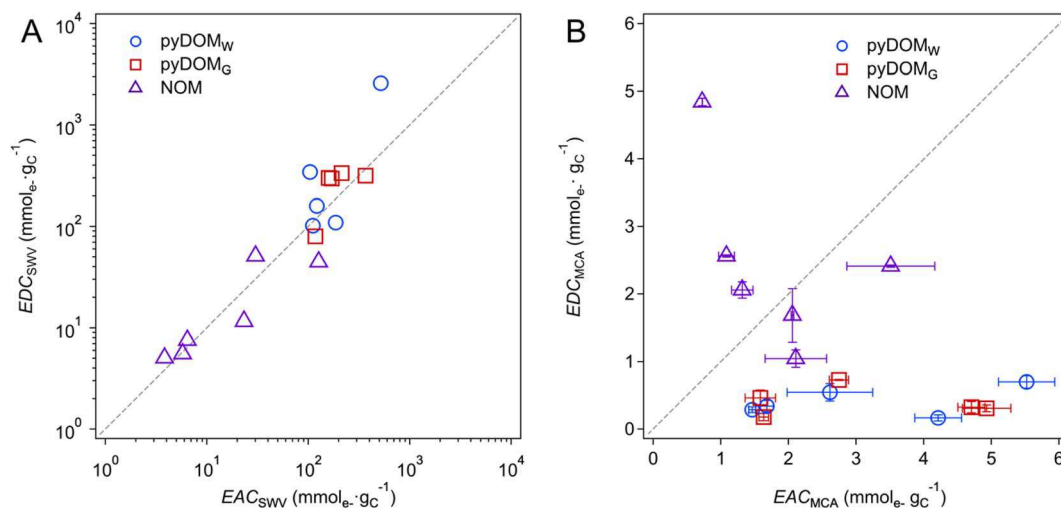 A
pyDOM_W
pyDOM_G
NOM
10^4
10^3
10^2
10^1
10^0
EDC_SWV (mmol_e-·g_C^-1)
10^0 10^1 10^2 10^3 10^4
EAC_SWV (mmol_e-·g_C^-1)
B
pyDOM_W
pyDOM_G
NOM
6
5
4
3
2
1
0
EDC_MCA (mmol_e-· g_C^-1)
0 1 2 3 4 5 6
EAC_MCA (mmol_e- g_C^-1)